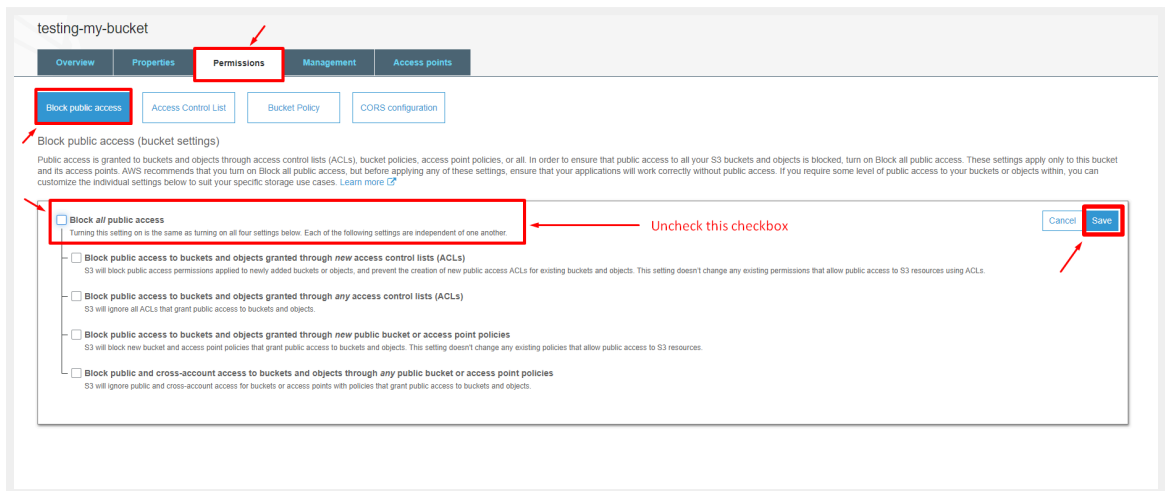 testing-my-bucket
Overview Properties Permissions Management Access points
Block public access Access Control List Bucket Policy CORS configuration
Block public access (bucket settings)
Public access is granted to buckets and objects through access control lists (ACLs), bucket policies, access point policies, or all. In order to ensure that public access to all your S3 buckets and objects is blocked, turn on Block all public access. These settings apply only to this bucket
and its access points. AWS recommends that you turn on Block all public access, but before applying any of these settings, ensure that your applications will work correctly without public access. If you require some level of public access to your buckets or objects within, you can
customize the individual settings below to suit your specific storage use cases. Learn more
Block all public access
Turning this setting on is the same as turning on all four settings below. Each of the following settings are independent of one another.
Uncheck this checkbox
Cancel Save
Block public access to buckets and objects granted through new access control lists (ACLs)
S3 will block public access permissions applied to newly added buckets or objects, and prevent the creation of new public access ACLs for existing buckets and objects. This setting doesn't change any existing permissions that allow public access to S3 resources using ACLs.
Block public access to buckets and objects granted through any access control lists (ACLs)
S3 will ignore all ACLs that grant public access to buckets and objects.
Block public access to buckets and objects granted through new public bucket or access point policies
S3 will block new bucket and access point policies that grant public access to buckets and objects. This setting doesn't change any existing policies that allow public access to S3 resources.
Block public and cross-account access to buckets and objects through any public bucket or access point policies
S3 will ignore public and cross-account access for buckets or access points with policies that grant public access to buckets and objects.